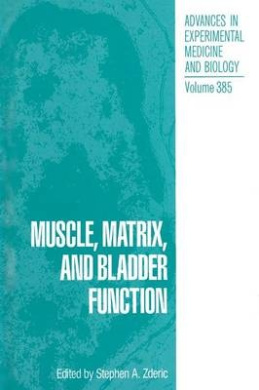 ADVANCES IN
EXPERIMENTAL
MEDICINE
AND BIOLOGY
Volume 385
MUSCLE, MATRIX,
AND BLADDER
FUNCTION
Edited by Stephen A. Zderic